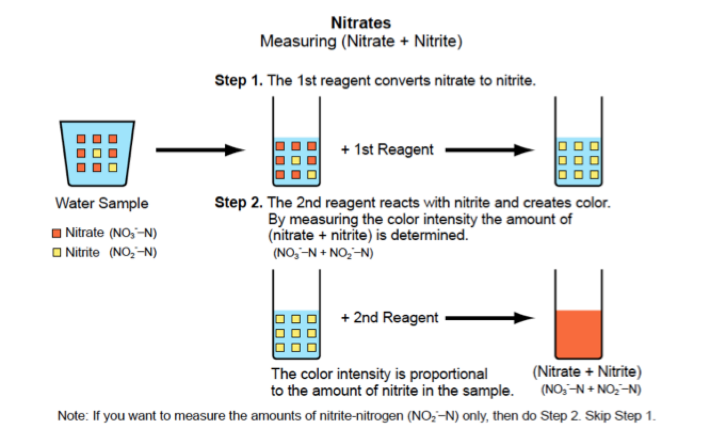 Nitrates
Measuring (Nitrate + Nitrite)
Step 1. The 1st reagent converts nitrate to nitrite.
+ 1st Reagent
Water Sample
Nitrate (NO₃⁻–N)
Nitrite (NO₂⁻–N)
Step 2. The 2nd reagent reacts with nitrite and creates color.
By measuring the color intensity the amount of
(nitrate + nitrite) is determined.
(NO₃⁻–N + NO₂⁻–N)
+ 2nd Reagent
The color intensity is proportional
to the amount of nitrite in the sample.
(Nitrate + Nitrite)
(NO₃⁻–N + NO₂⁻–N)
Note: If you want to measure the amounts of nitrite-nitrogen (NO₂⁻–N) only, then do Step 2. Skip Step 1.